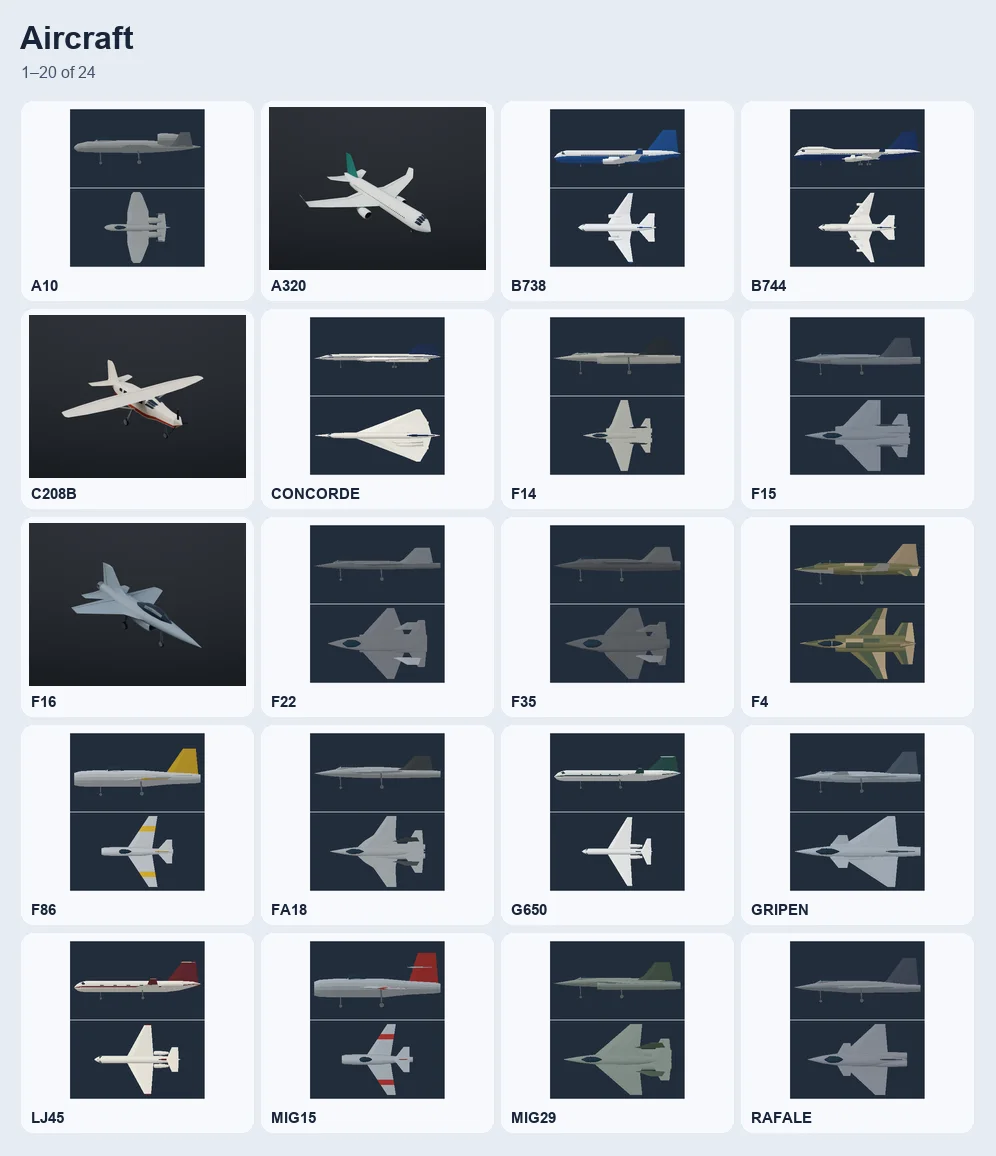 Aircraft
1–20 of 24
A10
A320
B738
B744
C208B
CONCORDE
F14
F15
F16
F22
F35
F4
F86
FA18
G650
GRIPEN
LJ45
MIG15
MIG29
RAFALE